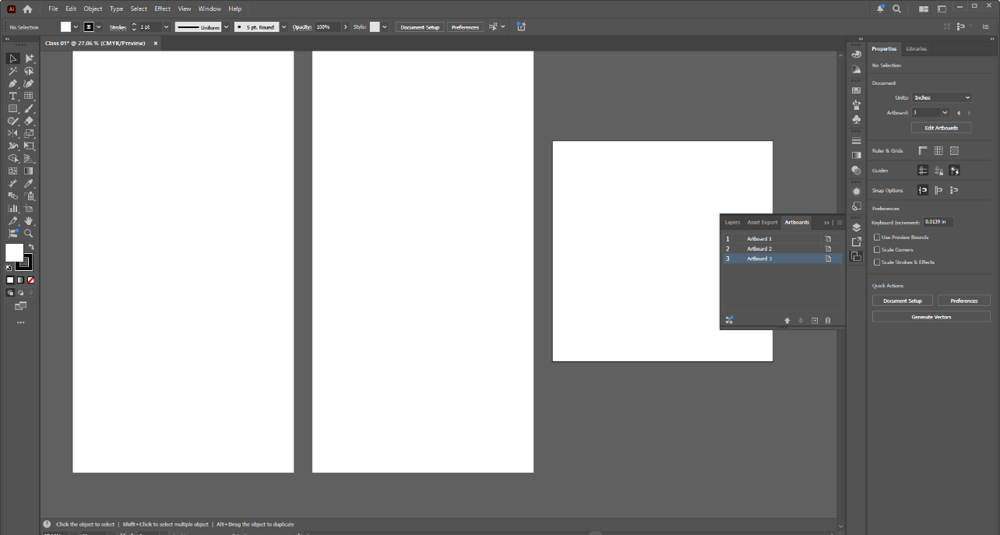 Ai File Edit Object Type Select Effect View Window Help
No Selection Stroke: 1 pt Uniform 5 pt. Round Opacity: 100% Style: Document Setup Preferences
Class 01* @ 27.06 % (CMYK/Preview) ×
Properties Libraries
No Selection
Document
Units: Inches
Artboard: 3
Edit Artboards
Ruler & Grids
Guides
Snap Options
Preferences
Keyboard Increment: 0.0139 in
Use Preview Bounds
Scale Corners
Scale Strokes & Effects
Quick Actions
Document Setup Preferences
Generate Vectors
Layers Asset Export Artboards
1 Artboard 1
2 Artboard 2
3 Artboard 3
Click the object to select | Shift+Click to select multiple object | Alt+Drag the object to duplicate